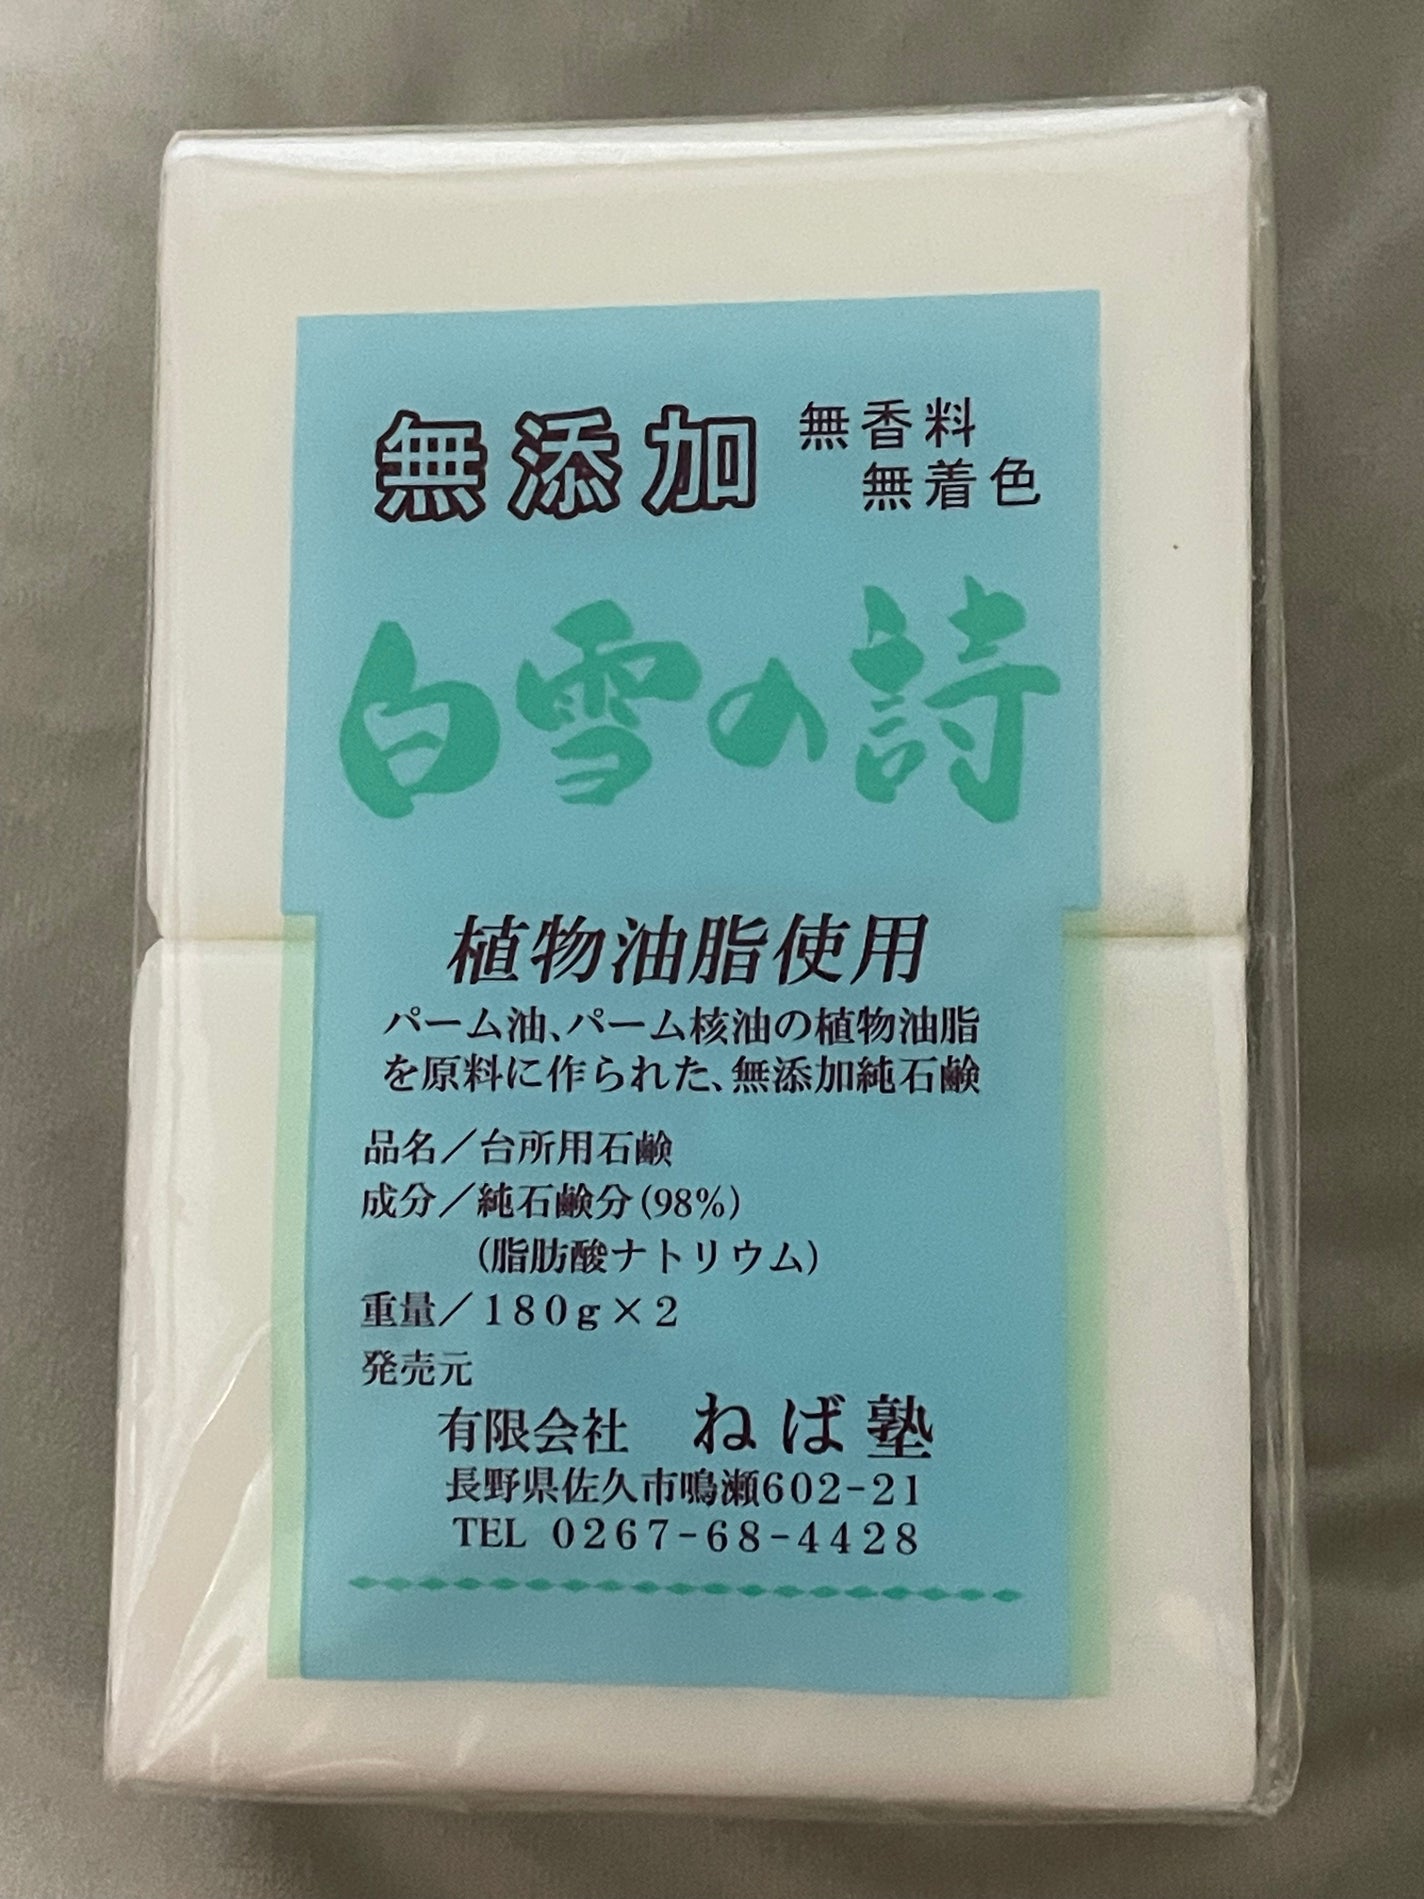 無添加
無香料
無着色
白雪の詩
植物油脂使用
パーム油、パーム核油の植物油脂
を原料に作られた、無添加純石鹸
品名／台所用石鹸
成分／純石鹸分(98%)
(脂肪酸ナトリウム)
重量／180g×2
発売元
有限会社 ねば塾
長野県佐久市鳴瀬602-21
TEL 0267-68-4428